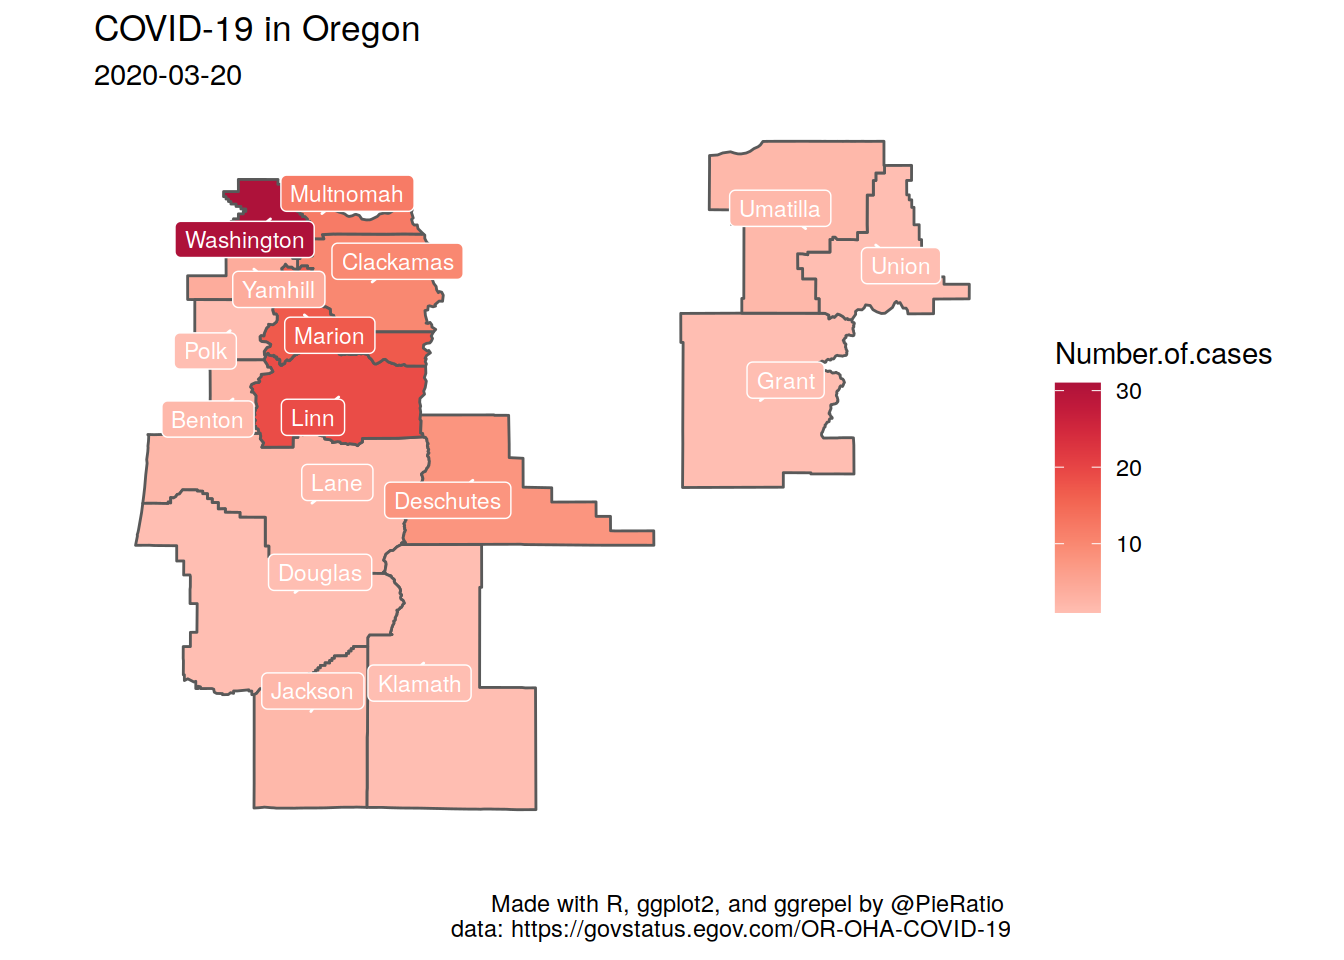 COVID-19 in Oregon
2020-03-20
Multnomah
Umatilla
Washington
Clackamas
Union
Yamhill
Marion
Polk
Grant
Benton
Linn
Lane
Deschutes
Douglas
Jackson
Klamath
Number.of.cases
30
20
10
Made with R, ggplot2, and ggrepel by @PieRatio
data: https://govstatus.egov.com/OR-OHA-COVID-19